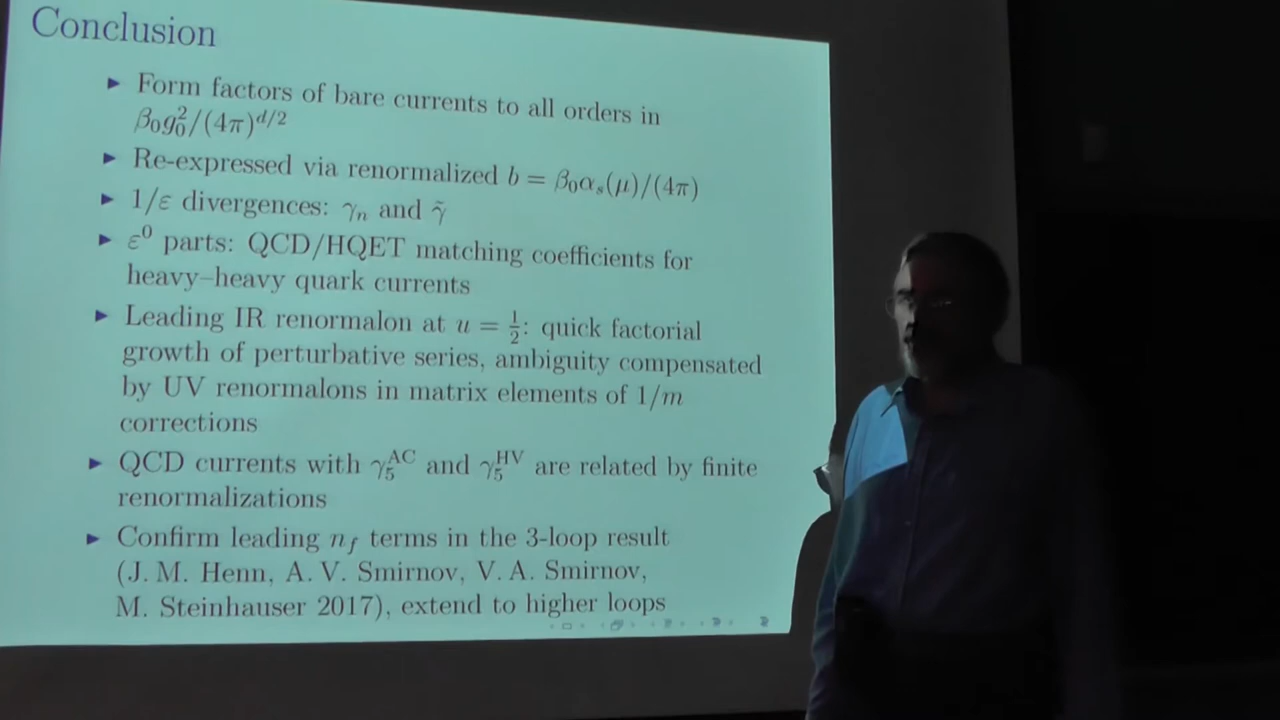 Conclusion
▶ Form factors of bare currents to all orders in
β₀g₀²/(4π)^{d/2}
▶ Re-expressed via renormalized b = β₀αₛ(μ)/(4π)
▶ 1/ε divergences: γₙ and γ̃
▶ ε⁰ parts: QCD/HQET matching coefficients for
heavy–heavy quark currents
▶ Leading IR renormalon at u = 1/2: quick factorial
growth of perturbative series, ambiguity compensated
by UV renormalons in matrix elements of 1/m
corrections
▶ QCD currents with γ₅^{AC} and γ₅^{HV} are related by finite
renormalizations
▶ Confirm leading n_f terms in the 3-loop result
(J. M. Henn, A. V. Smirnov, V. A. Smirnov,
M. Steinhauser 2017), extend to higher loops